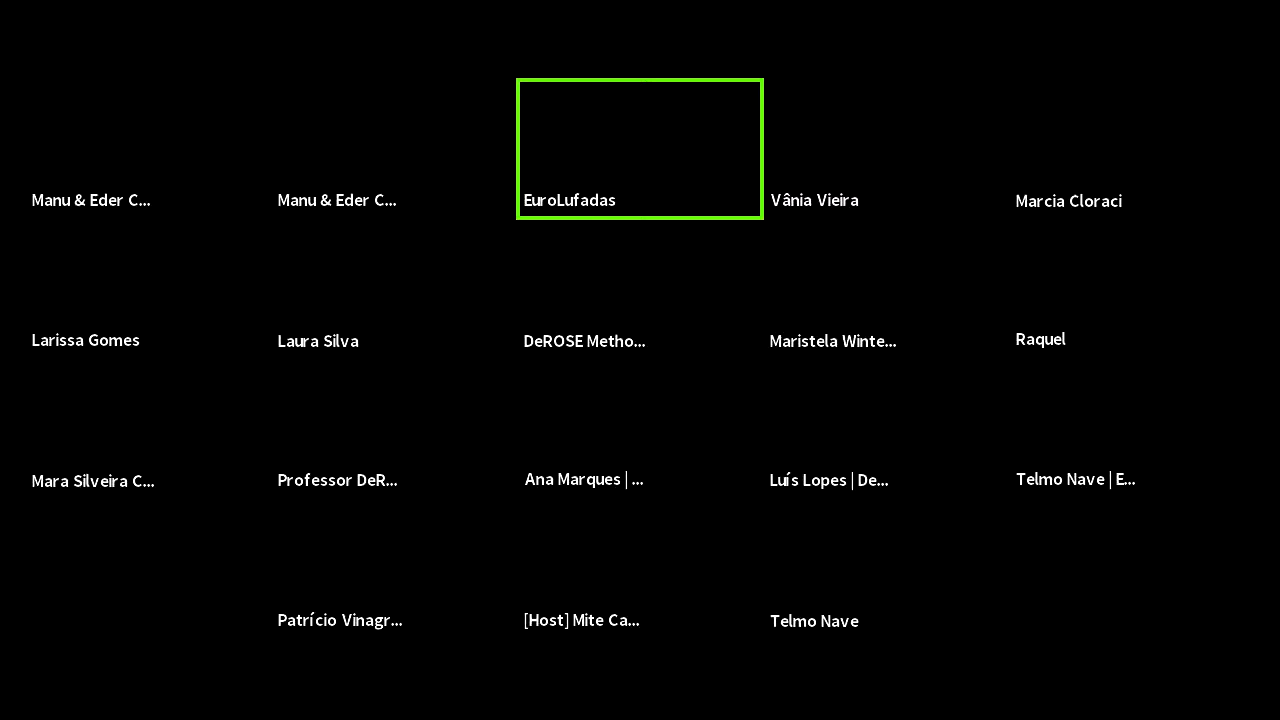 Manu & Eder C...
Manu & Eder C...
EuroLufadas
Vânia Vieira
Marcia Cloraci
Larissa Gomes
Laura Silva
DeROSE Metho...
Maristela Winte...
Raquel
Mara Silveira C...
Professor DeR...
Ana Marques | ...
Luís Lopes | De...
Telmo Nave | E...
Patrício Vinagr...
[Host] Mite Ca...
Telmo Nave